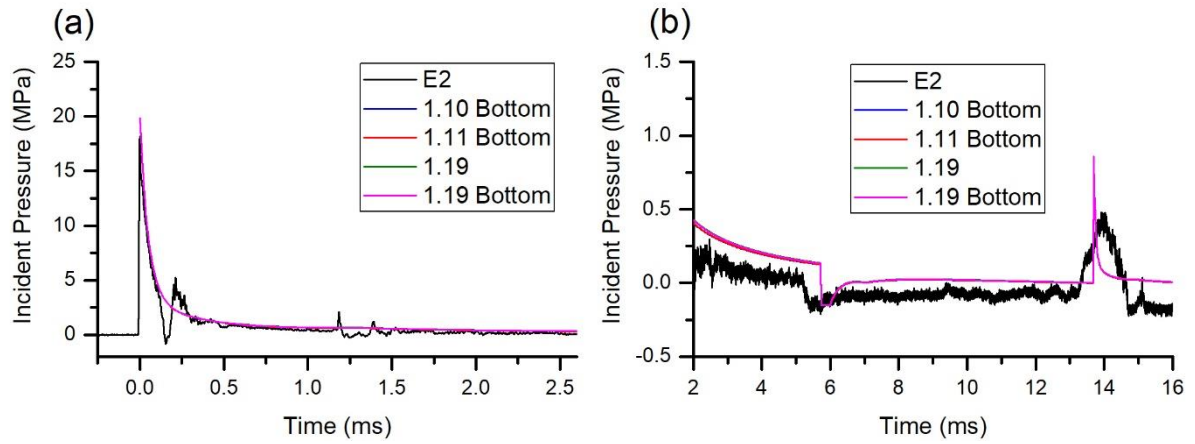 (a)
Incident Pressure (MPa)
25
20
15
10
5
0
E2
1.10 Bottom
1.11 Bottom
1.19
1.19 Bottom
0.0 0.5 1.0 1.5 2.0 2.5
Time (ms)
(b)
Incident Pressure (MPa)
1.5
1.0
0.5
0.0
-0.5
E2
1.10 Bottom
1.11 Bottom
1.19
1.19 Bottom
2 4 6 8 10 12 14 16
Time (ms)